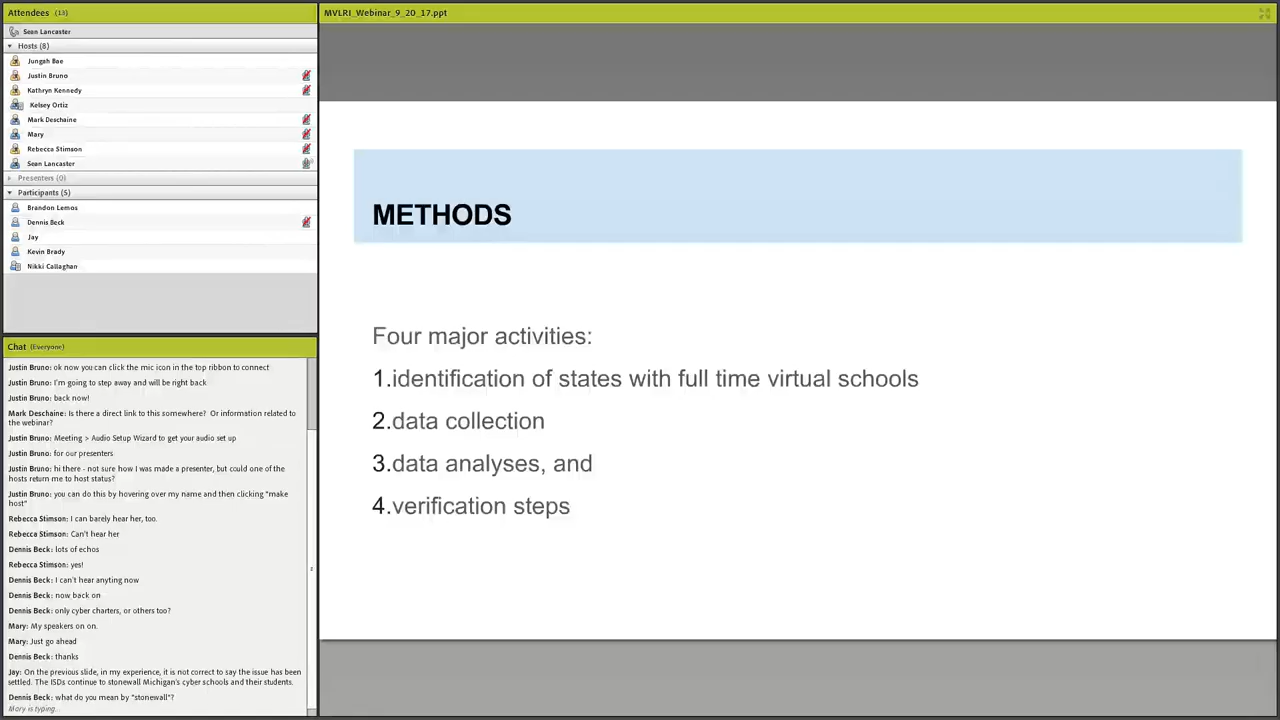 Attendees (13)
Sean Lancaster
Hosts (8)
Jungah Bae
Justin Bruno
Kathryn Kennedy
Kelsey Ortiz
Mark Deschaine
Mary
Rebecca Stimson
Sean Lancaster
Presenters (0)
Participants (5)
Brandon Lemos
Dennis Beck
Jay
Kevin Brady
Nikki Callaghan
Chat (Everyone)
Justin Bruno: ok now you can click the mic icon in the top ribbon to connect
Justin Bruno: I'm going to step away and will be right back
Justin Bruno: back now!
Mark Deschaine: Is there a direct link to this somewhere? Or information related to
the webinar?
Justin Bruno: Meeting > Audio Setup Wizard to get your audio set up
Justin Bruno: for our presenters
Justin Bruno: hi there - not sure how I was made a presenter, but could one of the
hosts return me to host status?
Justin Bruno: you can do this by hovering over my name and then clicking "make
host"
Rebecca Stimson: I can barely hear her, too.
Rebecca Stimson: Can't hear her
Dennis Beck: lots of echos
Rebecca Stimson: yes!
Dennis Beck: I can't hear anyting now
Dennis Beck: now back on
Dennis Beck: only cyber charters, or others too?
Mary: My speakers on on.
Mary: Just go ahead
Dennis Beck: thanks
Jay: On the previous slide, in my experience, it is not correct to say the issue has been
settled. The ISDs continue to stonewall Michigan's cyber schools and their students.
Dennis Beck: what do you mean by "stonewall"?
Mary is typing...
MVLRI_Webinar_9_20_17.ppt
METHODS
Four major activities:
1.identification of states with full time virtual schools
2.data collection
3.data analyses, and
4.verification steps